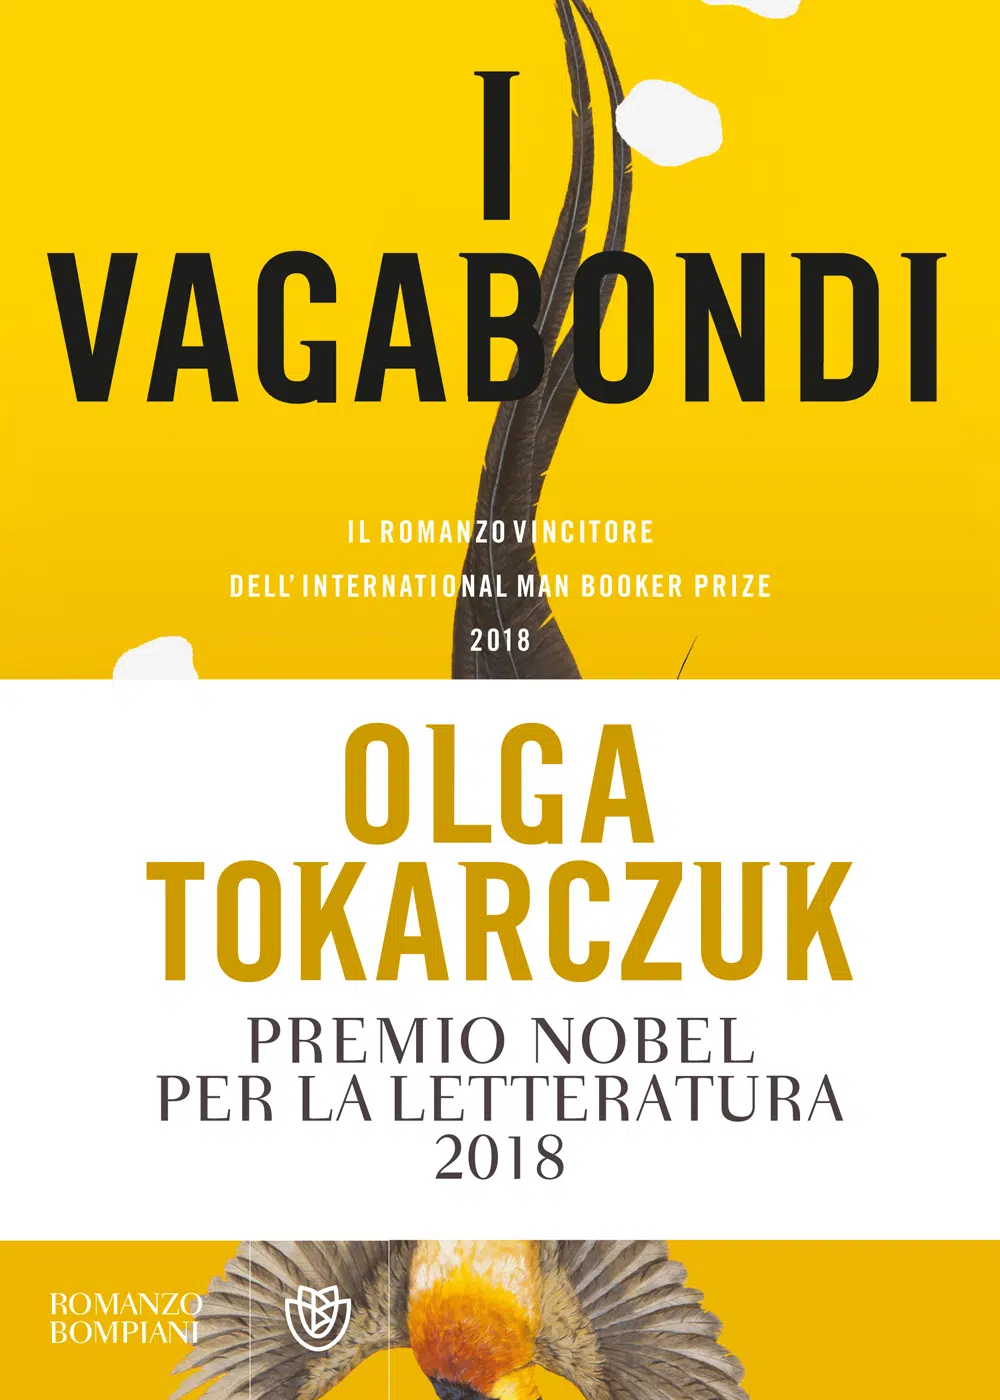 I
VAGABONDI
IL ROMANZO VINCITORE
DELL' INTERNATIONAL MAN BOOKER PRIZE
2018
OLGA
TOKARCZUK
PREMIO NOBEL
PER LA LETTERATURA
2018
ROMANZO
BOMPIANI